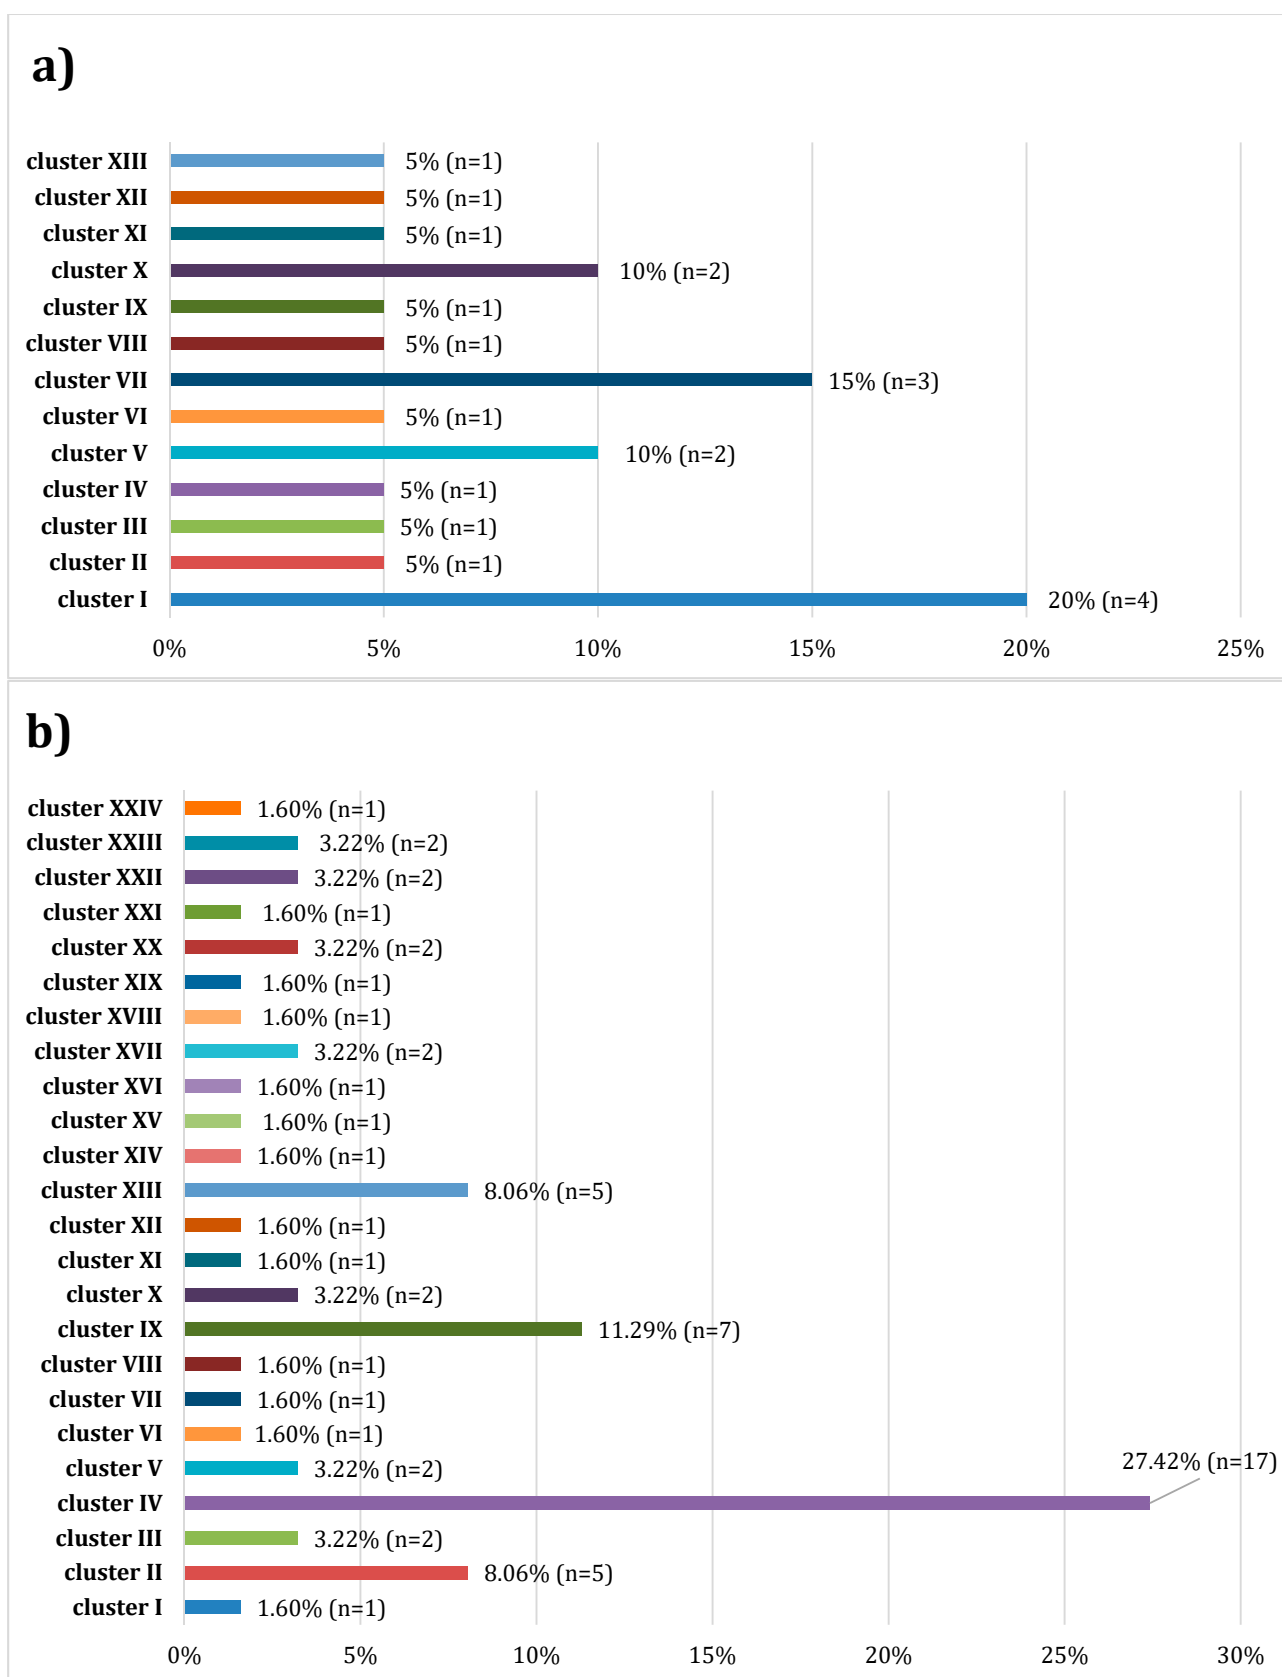 a)
cluster XIII 5% (n=1)
cluster XII 5% (n=1)
cluster XI 5% (n=1)
cluster X 10% (n=2)
cluster IX 5% (n=1)
cluster VIII 5% (n=1)
cluster VII 15% (n=3)
cluster VI 5% (n=1)
cluster V 10% (n=2)
cluster IV 5% (n=1)
cluster III 5% (n=1)
cluster II 5% (n=1)
cluster I 20% (n=4)
0% 5% 10% 15% 20% 25%
b)
cluster XXIV 1.60% (n=1)
cluster XXIII 3.22% (n=2)
cluster XXII 3.22% (n=2)
cluster XXI 1.60% (n=1)
cluster XX 3.22% (n=2)
cluster XIX 1.60% (n=1)
cluster XVIII 1.60% (n=1)
cluster XVII 3.22% (n=2)
cluster XVI 1.60% (n=1)
cluster XV 1.60% (n=1)
cluster XIV 1.60% (n=1)
cluster XIII 8.06% (n=5)
cluster XII 1.60% (n=1)
cluster XI 1.60% (n=1)
cluster X 3.22% (n=2)
cluster IX 11.29% (n=7)
cluster VIII 1.60% (n=1)
cluster VII 1.60% (n=1)
cluster VI 1.60% (n=1)
cluster V 3.22% (n=2)
cluster IV 27.42% (n=17)
cluster III 3.22% (n=2)
cluster II 8.06% (n=5)
cluster I 1.60% (n=1)
0% 5% 10% 15% 20% 25% 30%